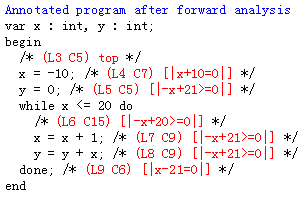 Annotated program after forward analysis
var x : int, y : int;
begin
/* (L3 C5) top */
x = -10; /* (L4 C7) [|x+10=0|] */
y = 0; /* (L5 C5) [|-x+21>=0|] */
while x <= 20 do
/* (L6 C15) [|-x+20>=0|] */
x = x + 1; /* (L7 C9) [|-x+21>=0|] */
y = y + x; /* (L8 C9) [|-x+21>=0|] */
done; /* (L9 C6) [|x-21=0|] */
end